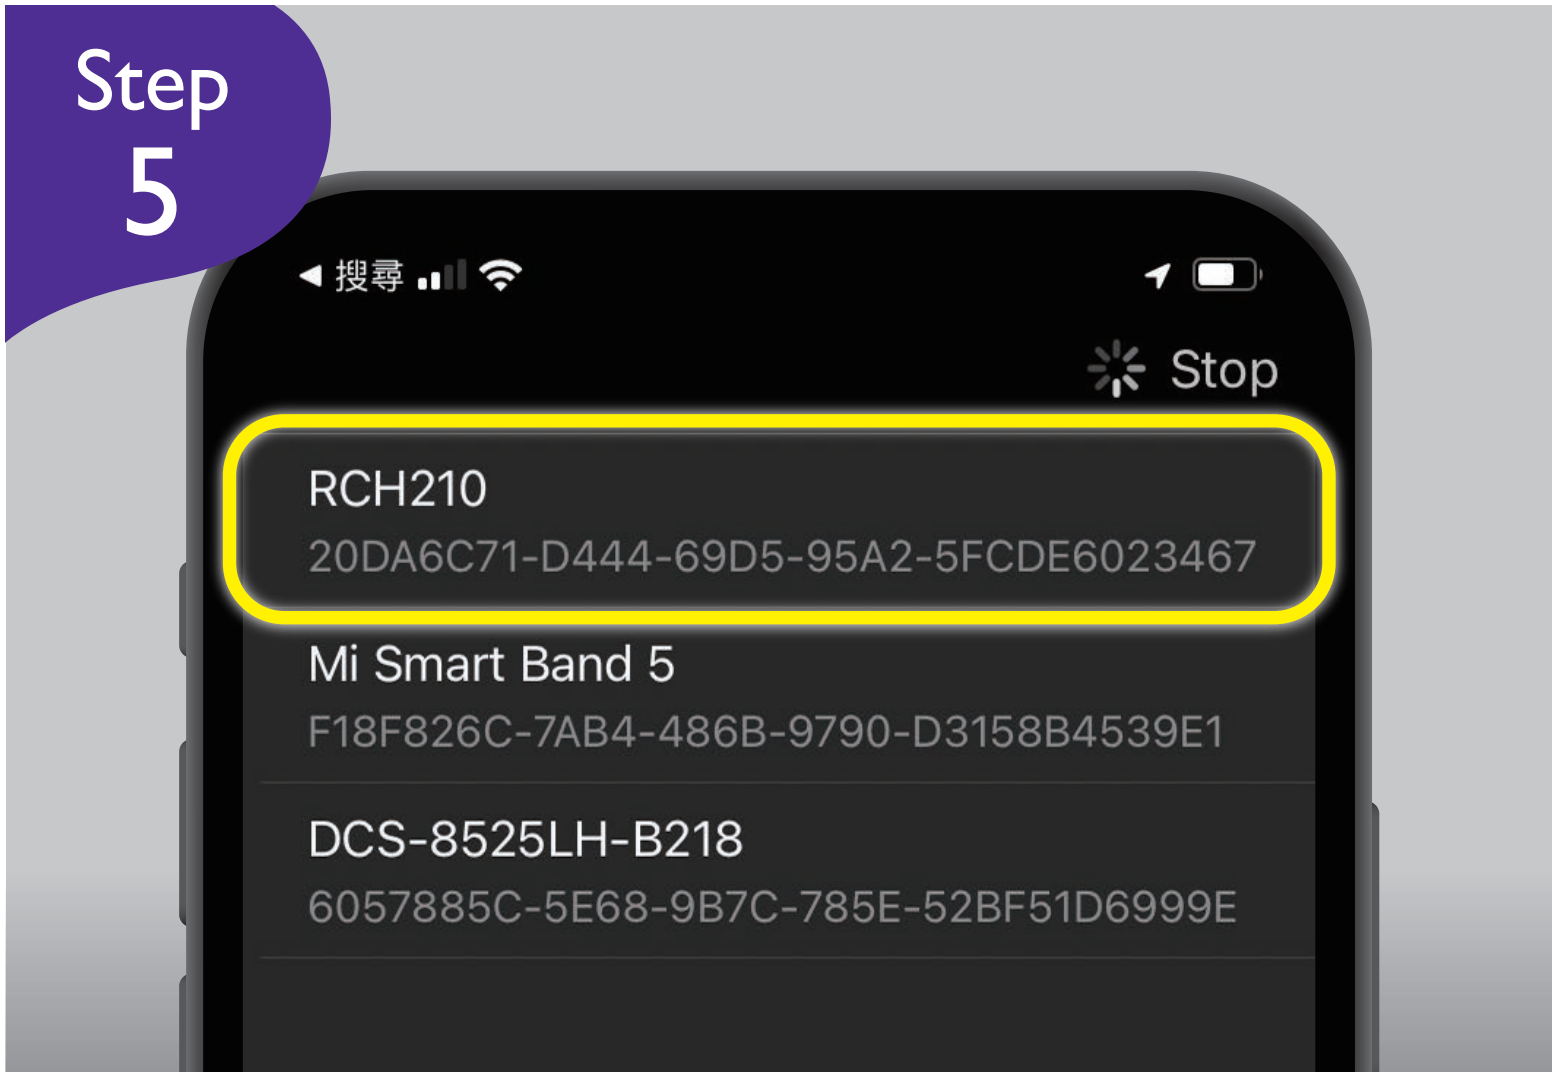 Step
5
搜尋
Stop
RCH210
20DA6C71-D444-69D5-95A2-5FCDE6023467
Mi Smart Band 5
F18F826C-7AB4-486B-9790-D3158B4539E1
DCS-8525LH-B218
6057885C-5E68-9B7C-785E-52BF51D6999E